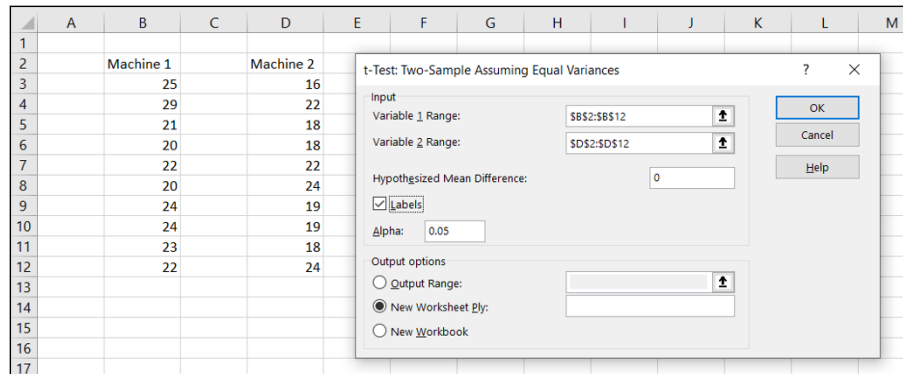 A B C D E F G H I J K L M
1
2 Machine 1 Machine 2
3 25 16
4 29 22
5 21 18
6 20 18
7 22 22
8 20 24
9 24 19
10 24 19
11 23 18
12 22 24
13
14
15
16
17
t-Test: Two-Sample Assuming Equal Variances ? ×
Input
Variable 1 Range: $B$2:$B$12
Variable 2 Range: $D$2:$D$12
Hypothesized Mean Difference: 0
Labels
Alpha: 0.05
Output options
Output Range:
New Worksheet Ply:
New Workbook
OK
Cancel
Help